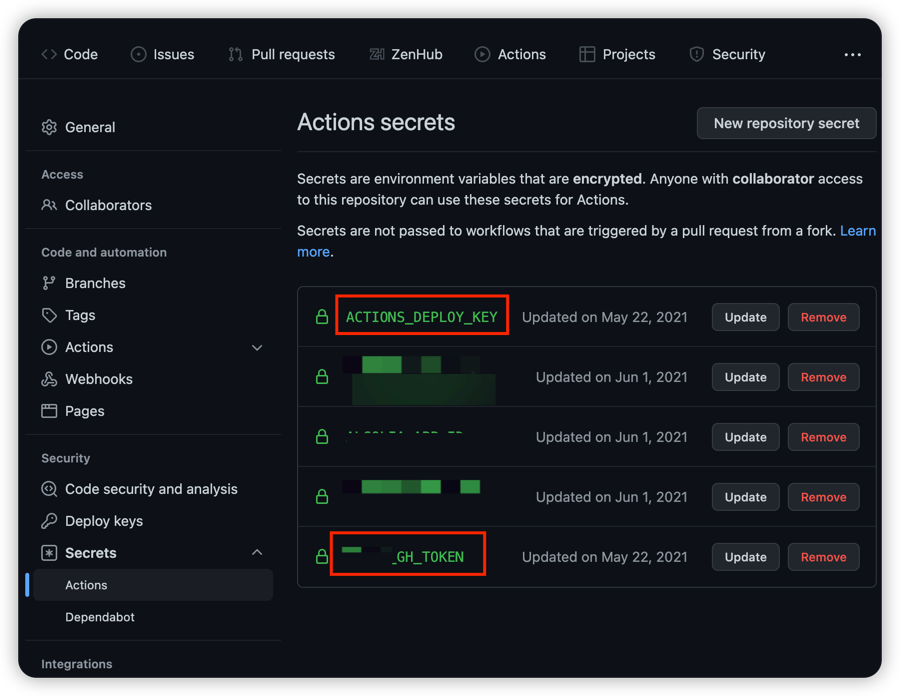 Code Issues Pull requests ZenHub Actions Projects Security ...
General
Access
Collaborators
Code and automation
Branches
Tags
Actions
Webhooks
Pages
Security
Code security and analysis
Deploy keys
Secrets
Actions
Dependabot
Integrations
Actions secrets
New repository secret
Secrets are environment variables that are encrypted. Anyone with collaborator access
to this repository can use these secrets for Actions.
Secrets are not passed to workflows that are triggered by a pull request from a fork. Learn
more.
ACTIONS_DEPLOY_KEY Updated on May 22, 2021 Update Remove
Updated on Jun 1, 2021 Update Remove
Updated on Jun 1, 2021 Update Remove
Updated on Jun 1, 2021 Update Remove
_GH_TOKEN Updated on May 22, 2021 Update Remove